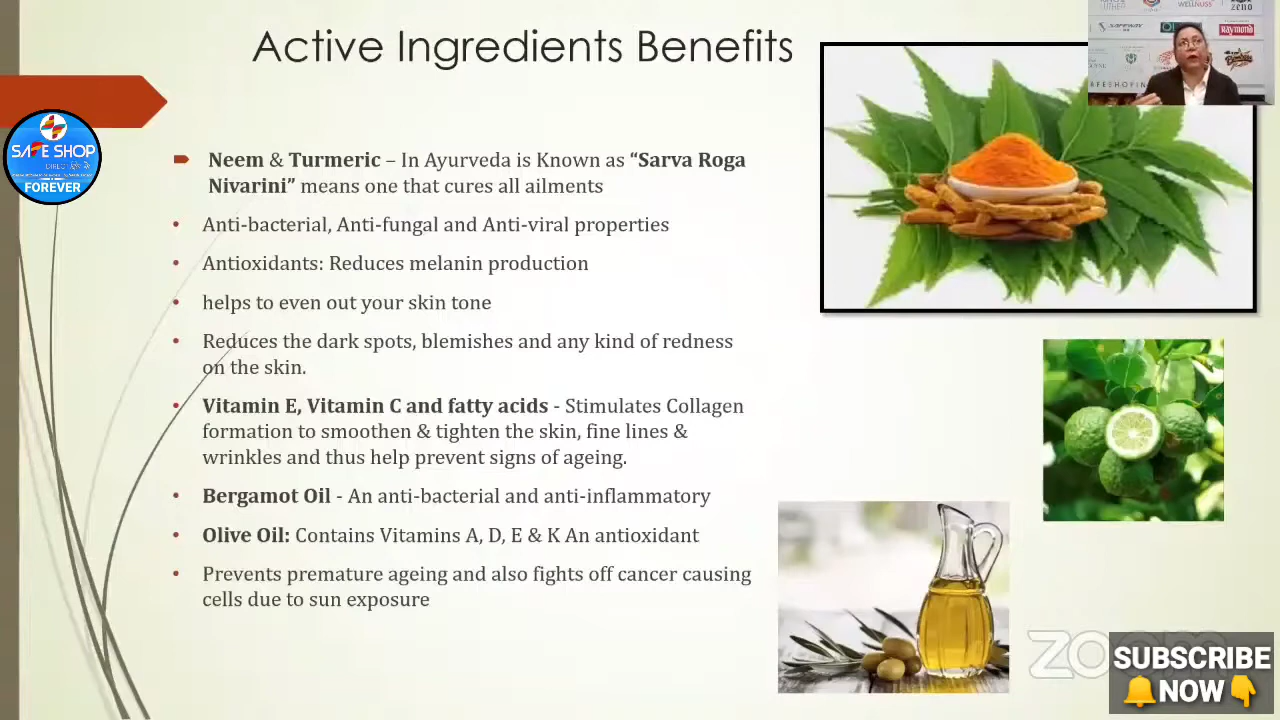 Active Ingredients Benefits
SAFE SHOP
DIRECT
FOREVER
Neem & Turmeric – In Ayurveda is Known as “Sarva Roga
Nivarini” means one that cures all ailments
• Anti-bacterial, Anti-fungal and Anti-viral properties
• Antioxidants: Reduces melanin production
• helps to even out your skin tone
• Reduces the dark spots, blemishes and any kind of redness
on the skin.
• Vitamin E, Vitamin C and fatty acids - Stimulates Collagen
formation to smoothen & tighten the skin, fine lines &
wrinkles and thus help prevent signs of ageing.
• Bergamot Oil - An anti-bacterial and anti-inflammatory
• Olive Oil: Contains Vitamins A, D, E & K An antioxidant
• Prevents premature ageing and also fights off cancer causing
cells due to sun exposure
zeno
Raymond
zoom
SUBSCRIBE
NOW